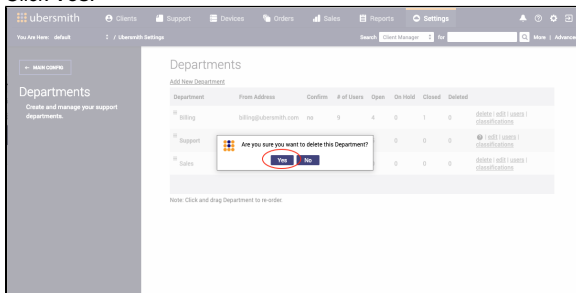 Click Yes.
ubersmith Clients Support Devices Orders Sales Reports Settings
You Are Here: default / Ubersmith Settings Search Client Manager for More | Advance
← MAIN CONFIG
Departments
Create and manage your support
departments.
Departments
Add New Department
Department From Address Confirm # of Users Open On Hold Closed Deleted
Billing billing@ubersmith.com no 9 4 0 1 0 delete | edit | users |
classifications
Support 0 0 0 | edit | users |
classifications
Sales 0 0 0 delete | edit | users |
classifications
Are you sure you want to delete this Department?
Yes No
Note: Click and drag Department to re-order.